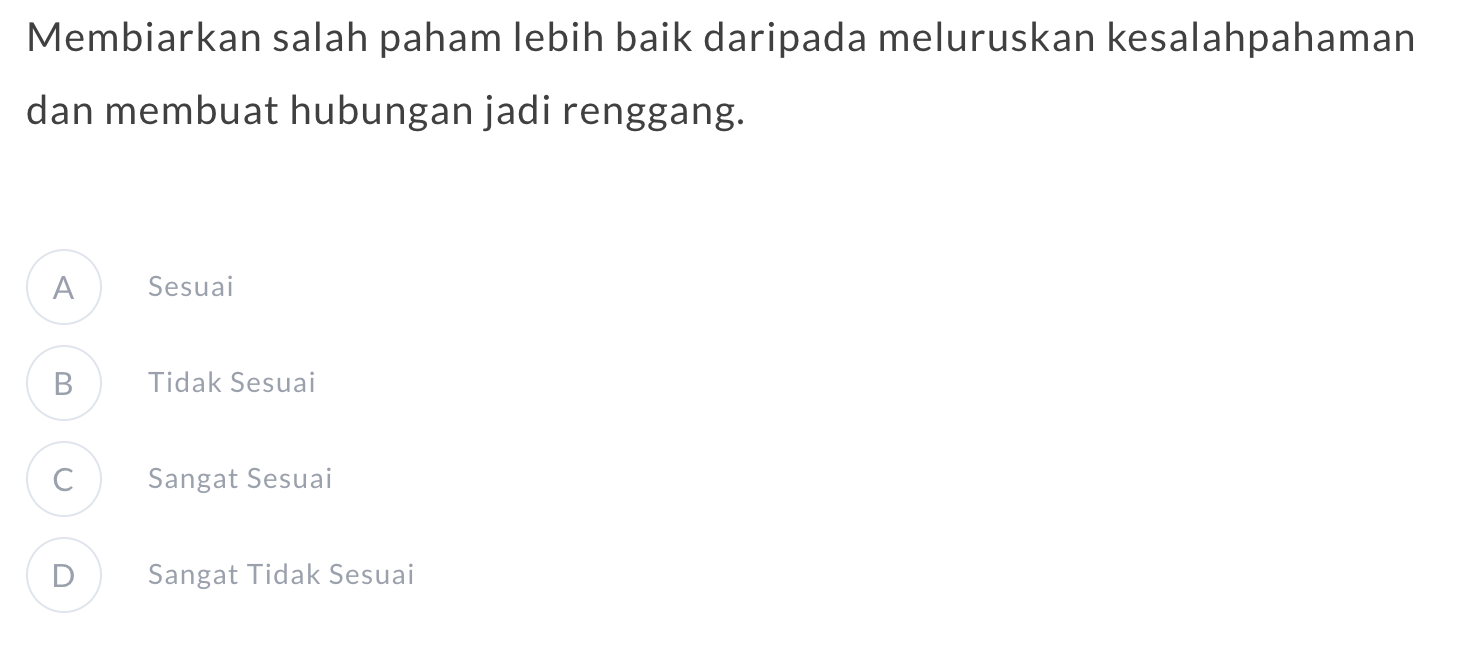 Membiarkan salah paham lebih baik daripada meluruskan kesalahpahaman
dan membuat hubungan jadi renggang.
A Sesuai
B Tidak Sesuai
C Sangat Sesuai
D Sangat Tidak Sesuai